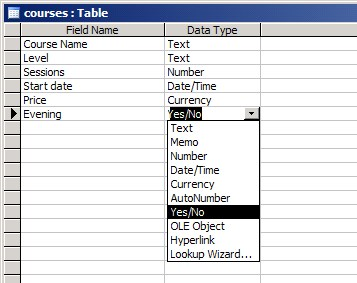 courses : Table
Field Name Data Type
Course Name Text
Level Text
Sessions Number
Start date Date/Time
Price Currency
Evening Yes/No
Text
Memo
Number
Date/Time
Currency
AutoNumber
Yes/No
OLE Object
Hyperlink
Lookup Wizard...